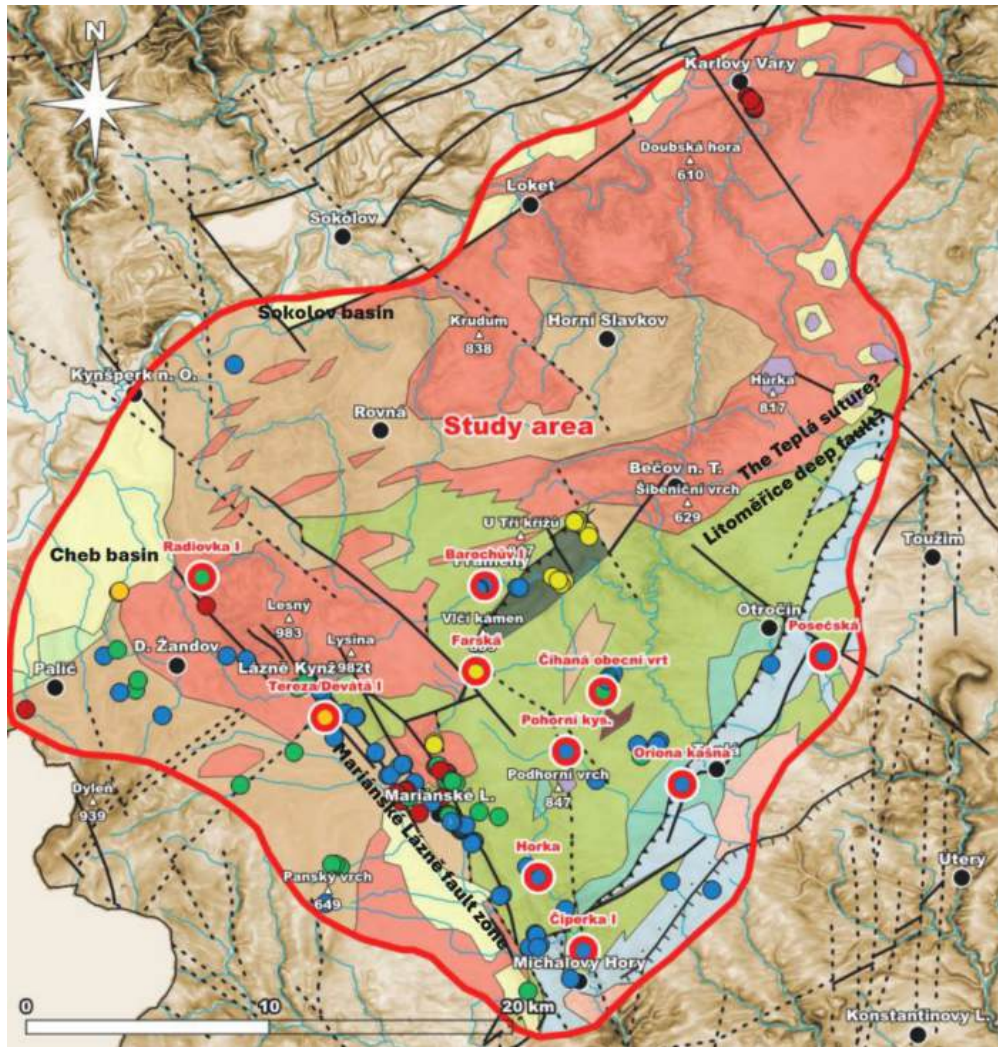 N
Karlovy Vary
Doubská hora
610
Loket
Sokolov
Sokolov basin
Krudum
838
Horní Slavkov
Kynšperk n. O.
Hůrka
817
Rovná
Study area
The Teplá suture?
Litoměřice deep fault?
Bečov n. T.
Šibeniční vrch
629
U Tří křížů
Cheb basin
Radiovka I
Barochův I
Prameny
Toužim
Lesný
983
Vlčí kámen
Otročín
Posečská
Lysina
982
D. Žandov
Lázně Kynž
Farská
Palič
Číhaná obecní vrt
Tereza/Devátá I
Pohorní kys.
Oriona kašna
Podhorní vrch
847
Dyleň
939
Marianské L.
Mariánské Lázně fault zone
Horka
Útery
Panský vrch
649
Čiperka I
Michalovy Hory
0
10
20 km
Konstantinovy L.